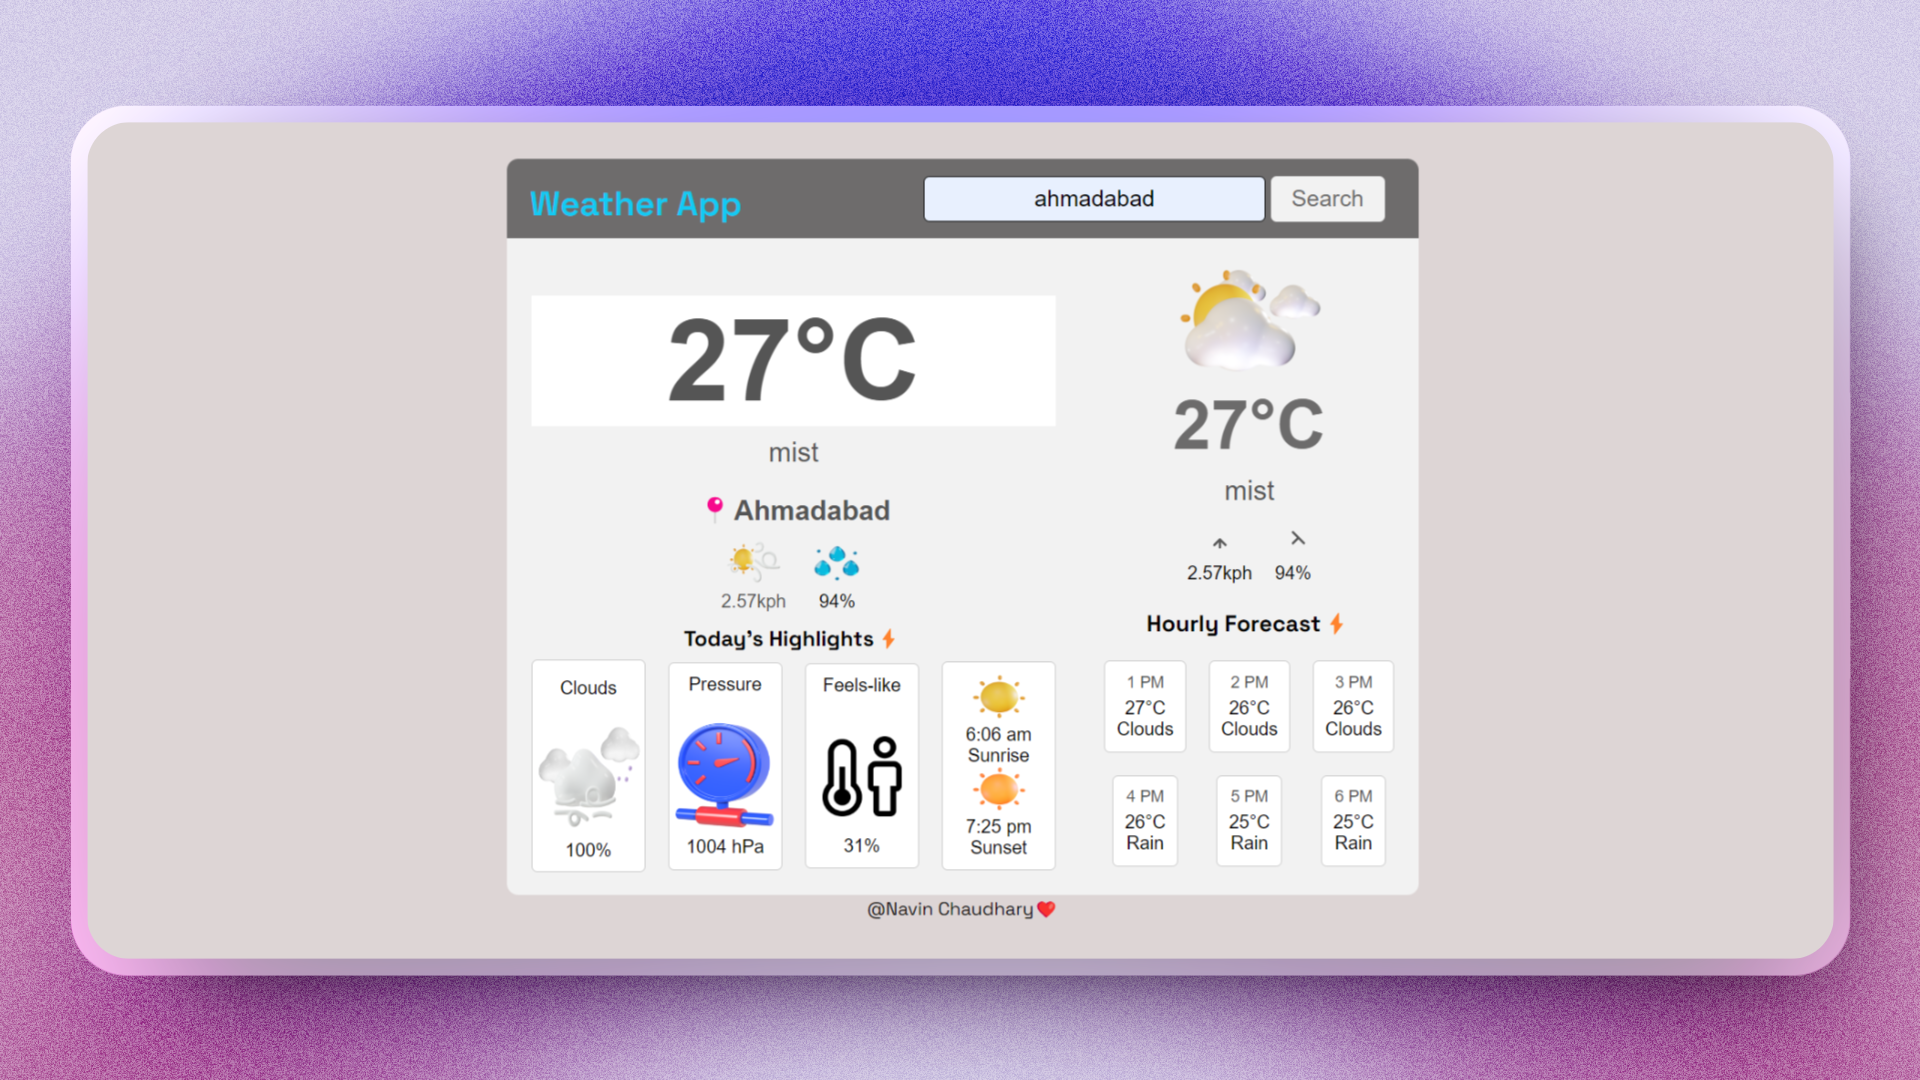 Weather App
ahmadabad
Search
27°C
mist
Ahmadabad
2.57kph 94%
Today's Highlights
Clouds
100%
Pressure
1004 hPa
Feels-like
31%
6:06 am
Sunrise
7:25 pm
Sunset
27°C
mist
2.57kph 94%
Hourly Forecast
1 PM
27°C
Clouds
2 PM
26°C
Clouds
3 PM
26°C
Clouds
4 PM
26°C
Rain
5 PM
25°C
Rain
6 PM
25°C
Rain
@Navin Chaudhary